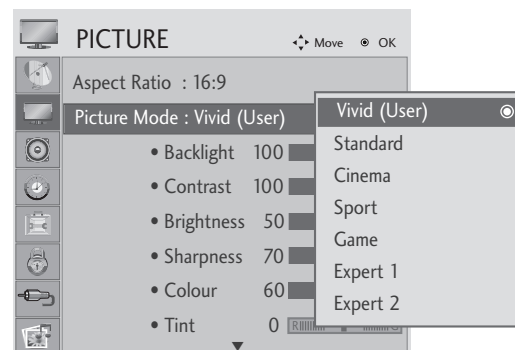 PICTURE
Move
OK
Aspect Ratio : 16:9
Picture Mode : Vivid (User)
• Backlight 100
• Contrast 100
• Brightness 50
• Sharpness 70
• Colour 60
• Tint 0 R G
Vivid (User)
Standard
Cinema
Sport
Game
Expert 1
Expert 2